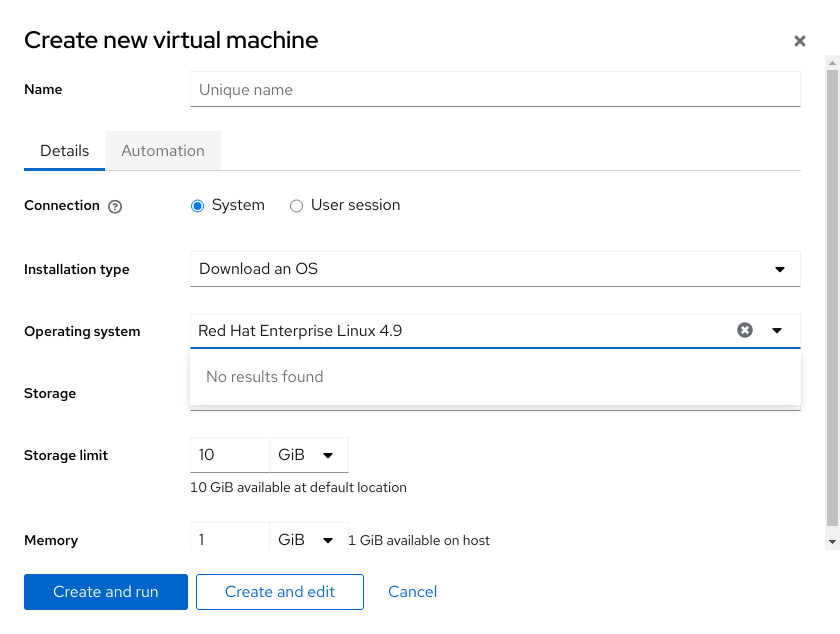 Create new virtual machine
Name
Unique name
Details
Automation
Connection
System
User session
Installation type
Download an OS
Operating system
Red Hat Enterprise Linux 4.9
No results found
Storage
Storage limit
10
GiB
10 GiB available at default location
Memory
1
GiB
1 GiB available on host
Create and run
Create and edit
Cancel